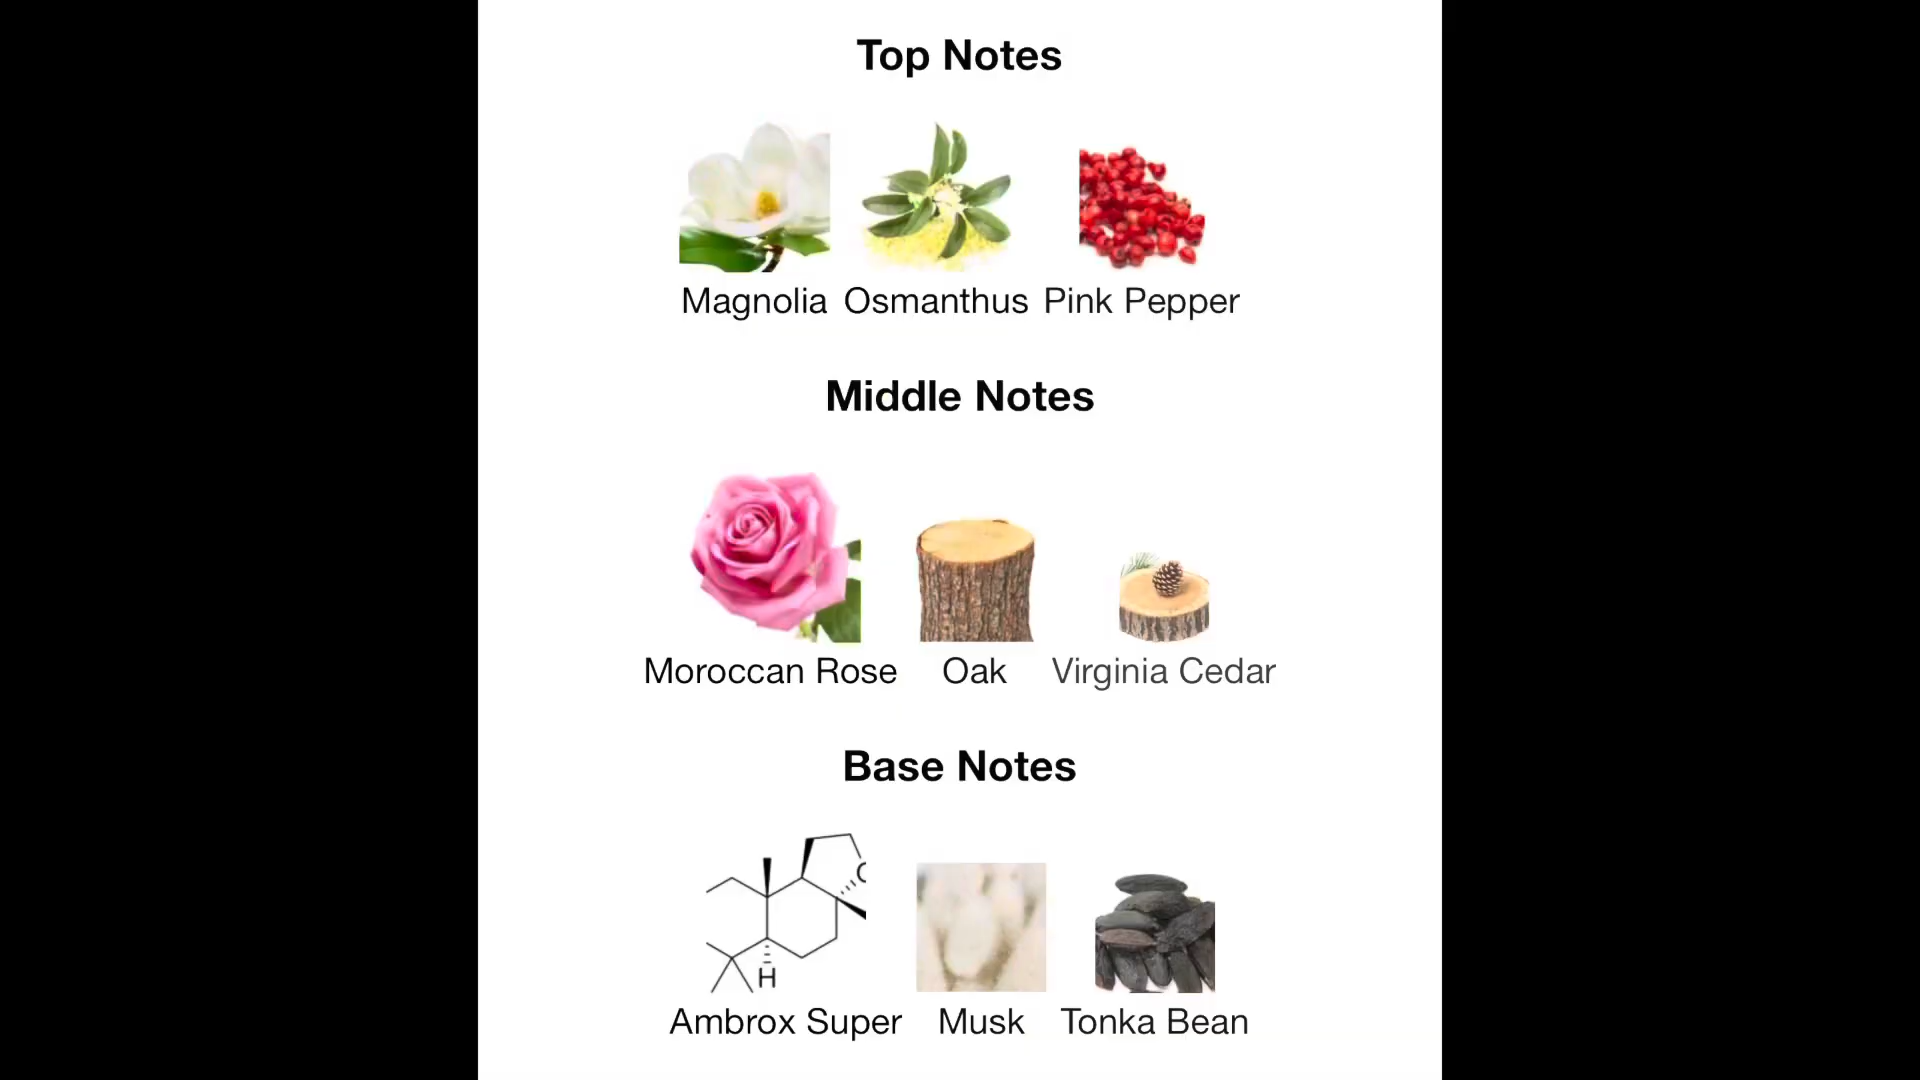 Top Notes
Magnolia Osmanthus Pink Pepper
Middle Notes
Moroccan Rose Oak Virginia Cedar
Base Notes
H
Ambrox Super Musk Tonka Bean